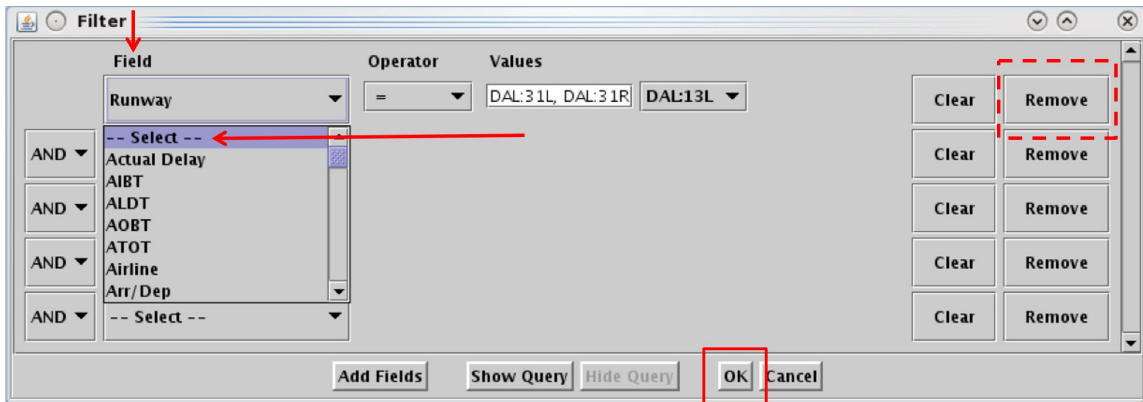 Filter
Field Operator Values
Runway = DAL:31L, DAL:31R DAL:13L Clear Remove
-- Select --
AND Actual Delay Clear Remove
AIBT
AND ALDT Clear Remove
AOBT
ATOT
AND Airline Clear Remove
Arr/Dep
AND -- Select -- Clear Remove
Add Fields Show Query Hide Query OK Cancel